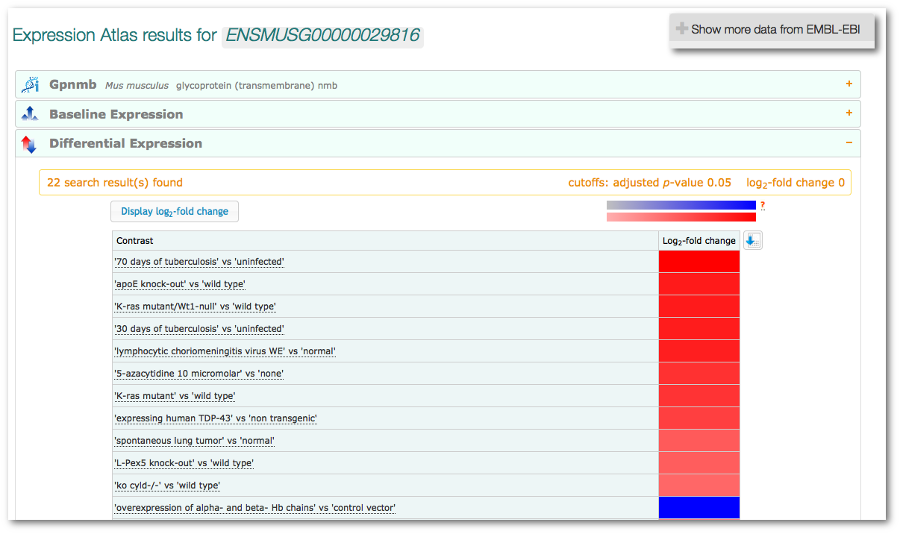 Expression Atlas results for ENSMUSG00000029816
Show more data from EMBL-EBI
Gpnmb Mus musculus glycoprotein (transmembrane) nmb +
Baseline Expression +
Differential Expression −
22 search result(s) found cutoffs: adjusted p-value 0.05 log2-fold change 0
Display log2-fold change ?
Contrast Log2-fold change
'70 days of tuberculosis' vs 'uninfected'
'apoE knock-out' vs 'wild type'
'K-ras mutant/Wt1-null' vs 'wild type'
'30 days of tuberculosis' vs 'uninfected'
'lymphocytic choriomeningitis virus WE' vs 'normal'
'5-azacytidine 10 micromolar' vs 'none'
'K-ras mutant' vs 'wild type'
'expressing human TDP-43' vs 'non transgenic'
'spontaneous lung tumor' vs 'normal'
'L-Pex5 knock-out' vs 'wild type'
'ko cyld-/-' vs 'wild type'
'overexpression of alpha- and beta- Hb chains' vs 'control vector'